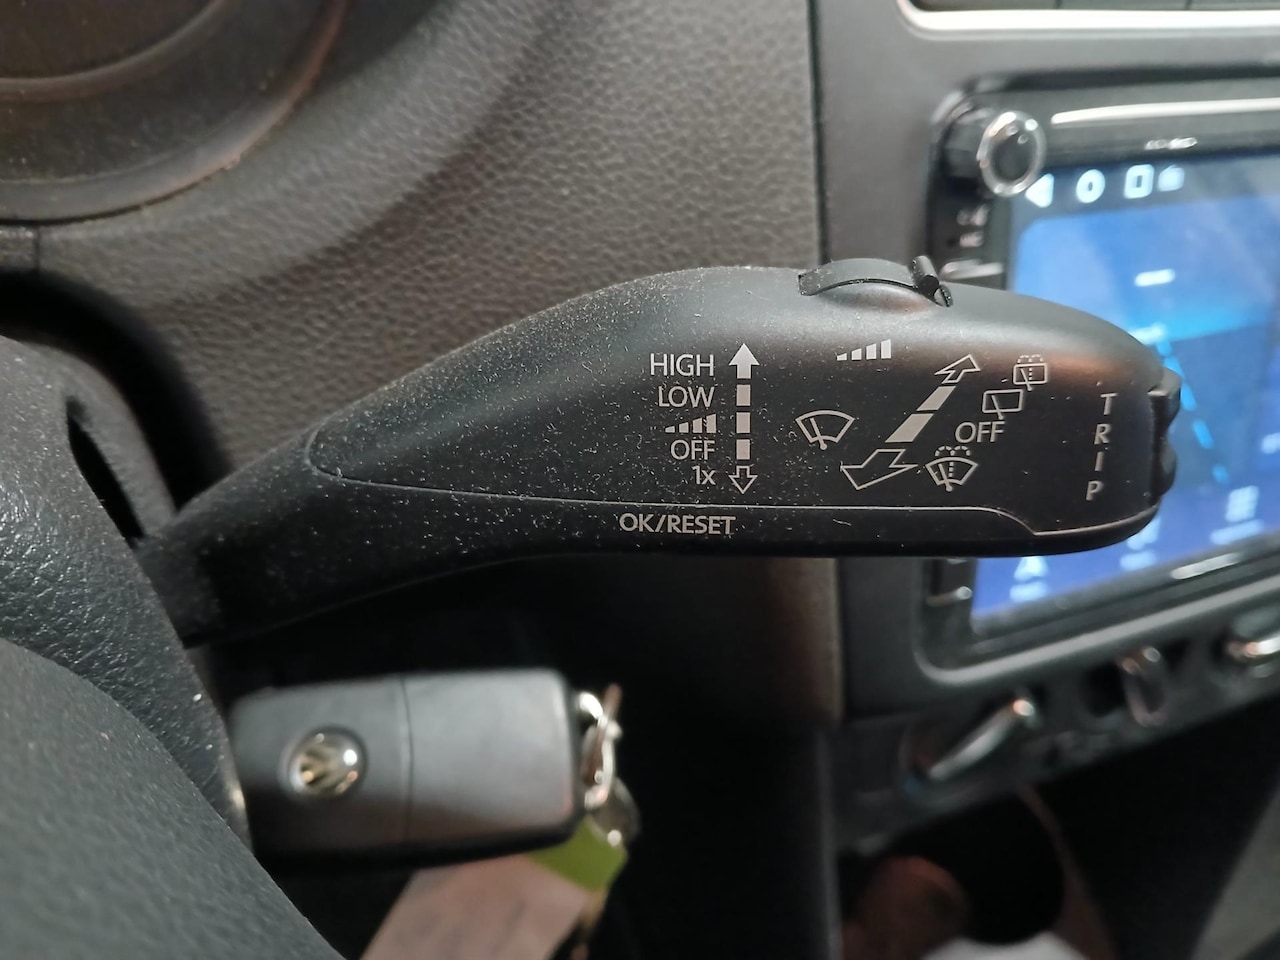 HIGH
LOW
OFF
1x
OFF
TRIP
OK/RESET